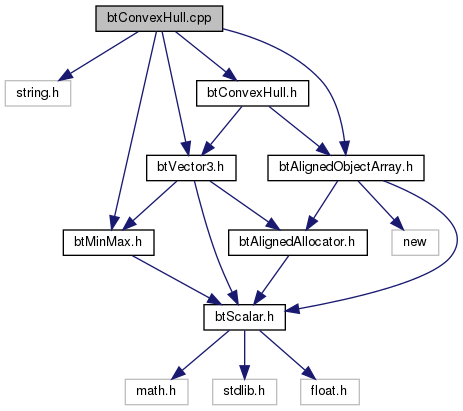 btConvexHull.cpp
string.h
btConvexHull.h
btVector3.h
btAlignedObjectArray.h
btMinMax.h
btAlignedAllocator.h
new
btScalar.h
math.h
stdlib.h
float.h